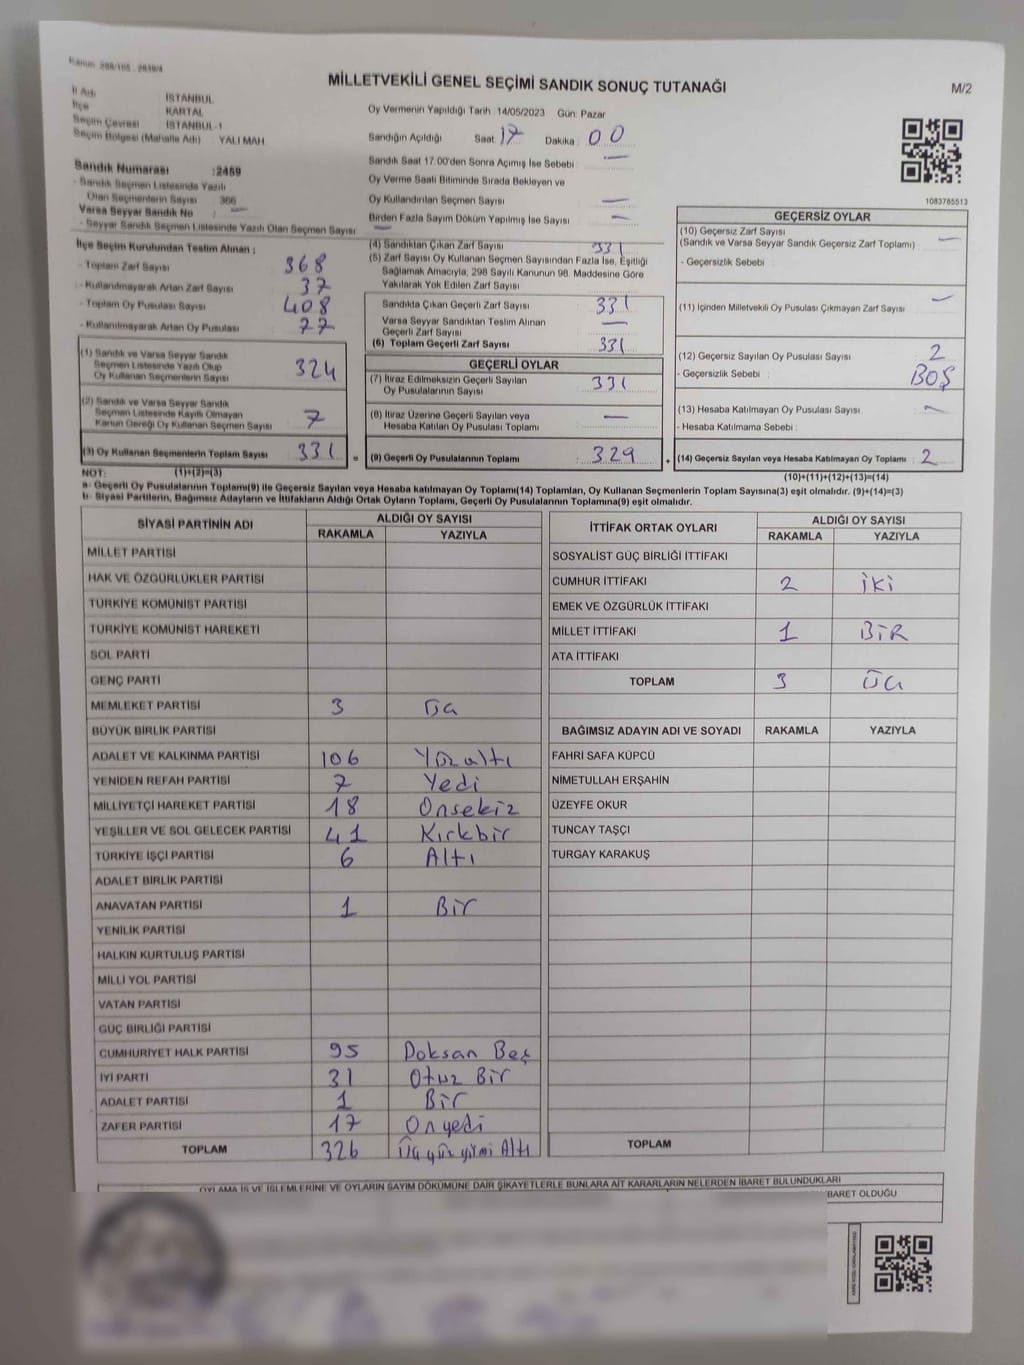 Kanun: 298/105 - 2839/4
MİLLETVEKİLİ GENEL SEÇİMİ SANDIK SONUÇ TUTANAĞI
M/2
İl Adı İSTANBUL
İlçe KARTAL
Seçim Çevresi İSTANBUL-1
Seçim Bölgesi (Mahalle Adı) : YALI MAH
Oy Vermenin Yapıldığı Tarih 14/05/2023 Gün: Pazar
Sandığın Açıldığı Saat 17 Dakika : 00
Sandık Saat 17:00'den Sonra Açılmış İse Sebebi —
Oy Verme Saati Bitiminde Sırada Bekleyen ve
Oy Kullandırılan Seçmen Sayısı —
Birden Fazla Sayım Döküm Yapılmış İse Sayısı —
1083765513
Sandık Numarası :2459
- Sandık Seçmen Listesinde Yazılı
Olan Seçmenlerin Sayısı 366
Varsa Seyyar Sandık No —
- Seyyar Sandık Seçmen Listesinde Yazılı Olan Seçmen Sayısı —
İlçe Seçim Kurulundan Teslim Alınan ;
- Toplam Zarf Sayısı 368
- Kullanılmayarak Artan Zarf Sayısı 37
- Toplam Oy Pusulası Sayısı 408
- Kullanılmayarak Artan Oy Pusulası 77
(1) Sandık ve Varsa Seyyar Sandık
Seçmen Listesinde Yazılı Olup
Oy Kullanan Seçmenlerin Sayısı 324
(2) Sandık ve Varsa Seyyar Sandık
Seçmen Listesinde Kayıtlı Olmayan
Kanun Gereği Oy Kullanan Seçmen Sayısı 7
(3) Oy Kullanan Seçmenlerin Toplam Sayısı 331 =
(4) Sandıktan Çıkan Zarf Sayısı 331
(5) Zarf Sayısı Oy Kullanan Seçmen Sayısından Fazla İse, Eşitliği
Sağlamak Amacıyla, 298 Sayılı Kanunun 98. Maddesine Göre
Yakılarak Yok Edilen Zarf Sayısı
Sandıkta Çıkan Geçerli Zarf Sayısı 331
Varsa Seyyar Sandıktan Teslim Alınan
Geçerli Zarf Sayısı —
(6) Toplam Geçerli Zarf Sayısı 331
GEÇERLİ OYLAR
(7) İtiraz Edilmeksizin Geçerli Sayılan
Oy Pusulalarının Sayısı 331
(8) İtiraz Üzerine Geçerli Sayılan veya
Hesaba Katılan Oy Pusulası Toplamı —
(9) Geçerli Oy Pusulalarının Toplamı 329 +
GEÇERSİZ OYLAR
(10) Geçersiz Zarf Sayısı —
(Sandık ve Varsa Seyyar Sandık Geçersiz Zarf Toplamı)
- Geçersizlik Sebebi :
(11) İçinden Milletvekili Oy Pusulası Çıkmayan Zarf Sayısı —
(12) Geçersiz Sayılan Oy Pusulası Sayısı 2
- Geçersizlik Sebebi : BOŞ
(13) Hesaba Katılmayan Oy Pusulası Sayısı —
- Hesaba Katılmama Sebebi :
(14) Geçersiz Sayılan veya Hesaba Katılmayan Oy Toplamı : 2
NOT: (1)+(2)=(3)
(10)+(11)+(12)+(13)=(14)
a- Geçerli Oy Pusulalarının Toplamı(9) ile Geçersiz Sayılan veya Hesaba katılmayan Oy Toplamı(14) Toplamları, Oy Kullanan Seçmenlerin Toplam Sayısına(3) eşit olmalıdır. (9)+(14)=(3)
b- Siyasi Partilerin, Bağımsız Adayların ve İttifakların Aldığı Ortak Oyların Toplamı, Geçerli Oy Pusulalarının Toplamına(9) eşit olmalıdır.
SİYASİ PARTİNİN ADI ALDIĞI OY SAYISI
RAKAMLA YAZIYLA
MİLLET PARTİSİ
HAK VE ÖZGÜRLÜKLER PARTİSİ
TÜRKİYE KOMÜNİST PARTİSİ
TÜRKİYE KOMÜNİST HAREKETİ
SOL PARTİ
GENÇ PARTİ
MEMLEKET PARTİSİ 3 Üç
BÜYÜK BİRLİK PARTİSİ
ADALET VE KALKINMA PARTİSİ 106 Yüzaltı
YENİDEN REFAH PARTİSİ 7 Yedi
MİLLİYETÇİ HAREKET PARTİSİ 18 Onsekiz
YEŞİLLER VE SOL GELECEK PARTİSİ 41 Kırkbir
TÜRKİYE İŞÇİ PARTİSİ 6 Altı
ADALET BİRLİK PARTİSİ
ANAVATAN PARTİSİ 1 Bir
YENİLİK PARTİSİ
HALKIN KURTULUŞ PARTİSİ
MİLLİ YOL PARTİSİ
VATAN PARTİSİ
GÜÇ BİRLİĞİ PARTİSİ
CUMHURİYET HALK PARTİSİ 95 Doksan Beş
İYİ PARTİ 31 Otuz Bir
ADALET PARTİSİ 1 Bir
ZAFER PARTİSİ 17 Onyedi
TOPLAM 326 Üçyüzyirmi Altı
İTTİFAK ORTAK OYLARI ALDIĞI OY SAYISI
RAKAMLA YAZIYLA
SOSYALİST GÜÇ BİRLİĞİ İTTİFAKI
CUMHUR İTTİFAKI 2 İki
EMEK VE ÖZGÜRLÜK İTTİFAKI
MİLLET İTTİFAKI 1 BİR
ATA İTTİFAKI
TOPLAM 3 Üç
BAĞIMSIZ ADAYIN ADI VE SOYADI RAKAMLA YAZIYLA
FAHRİ SAFA KÜPCÜ
NİMETULLAH ERŞAHİN
ÜZEYFE OKUR
TUNCAY TAŞÇI
TURGAY KARAKUŞ
TOPLAM
OYLAMA İŞ VE İŞLEMLERİNE VE OYLARIN SAYIM DÖKÜMÜNE DAİR ŞİKAYETLERLE BUNLARA AİT KARARLARIN NELERDEN İBARET BULUNDUKLARI
İBARET OLDUĞU